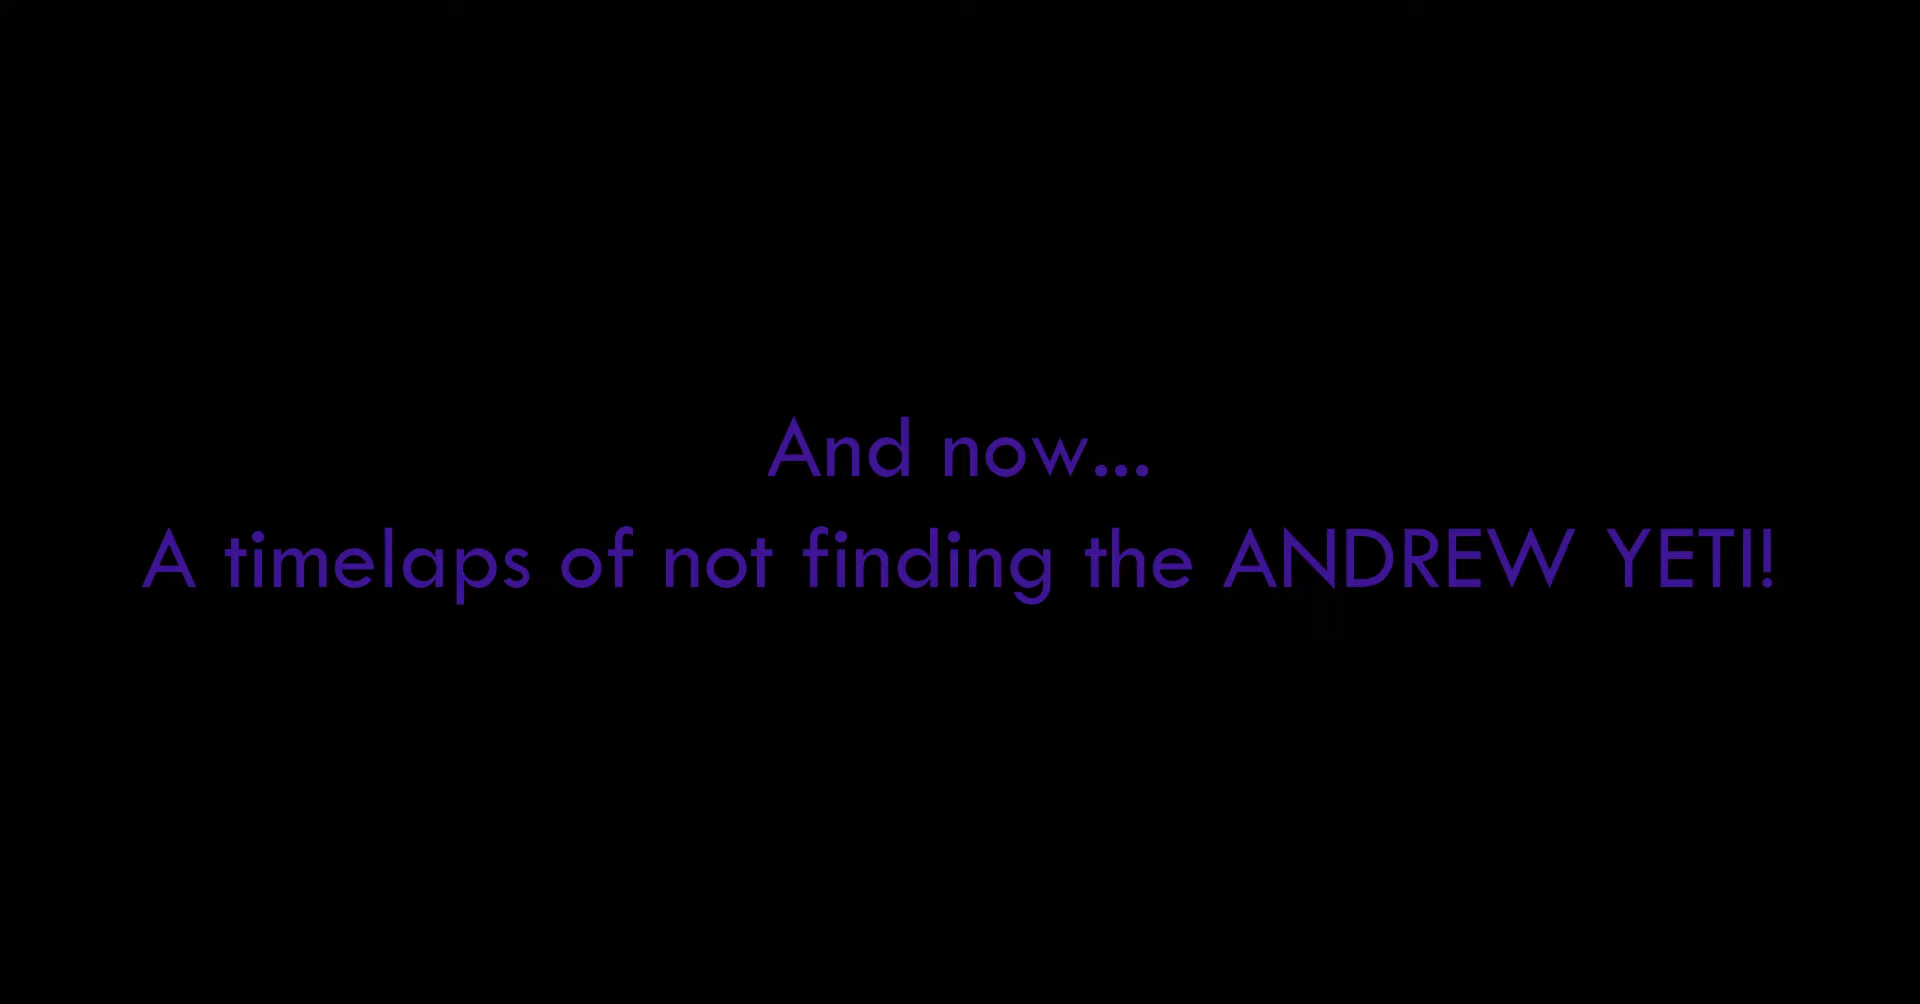 And now...
A timelaps of not finding the ANDREW YETI!